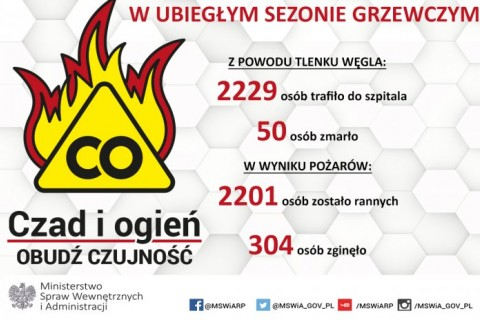 W UBIEGŁYM SEZONIE GRZEWCZYM
Z POWODU TLENKU WĘGLA:
2229 osób trafiło do szpitala
50 osób zmarło
W WYNIKU POŻARÓW:
2201 osób zostało rannych
304 osób zginęło
CO
Czad i ogień
OBUDŹ CZUJNOŚĆ
Ministerstwo
Spraw Wewnętrznych
i Administracji
@MSWiARP
@MSWiA_GOV_PL
/MSWiARP
/MSWiA_GOV_PL